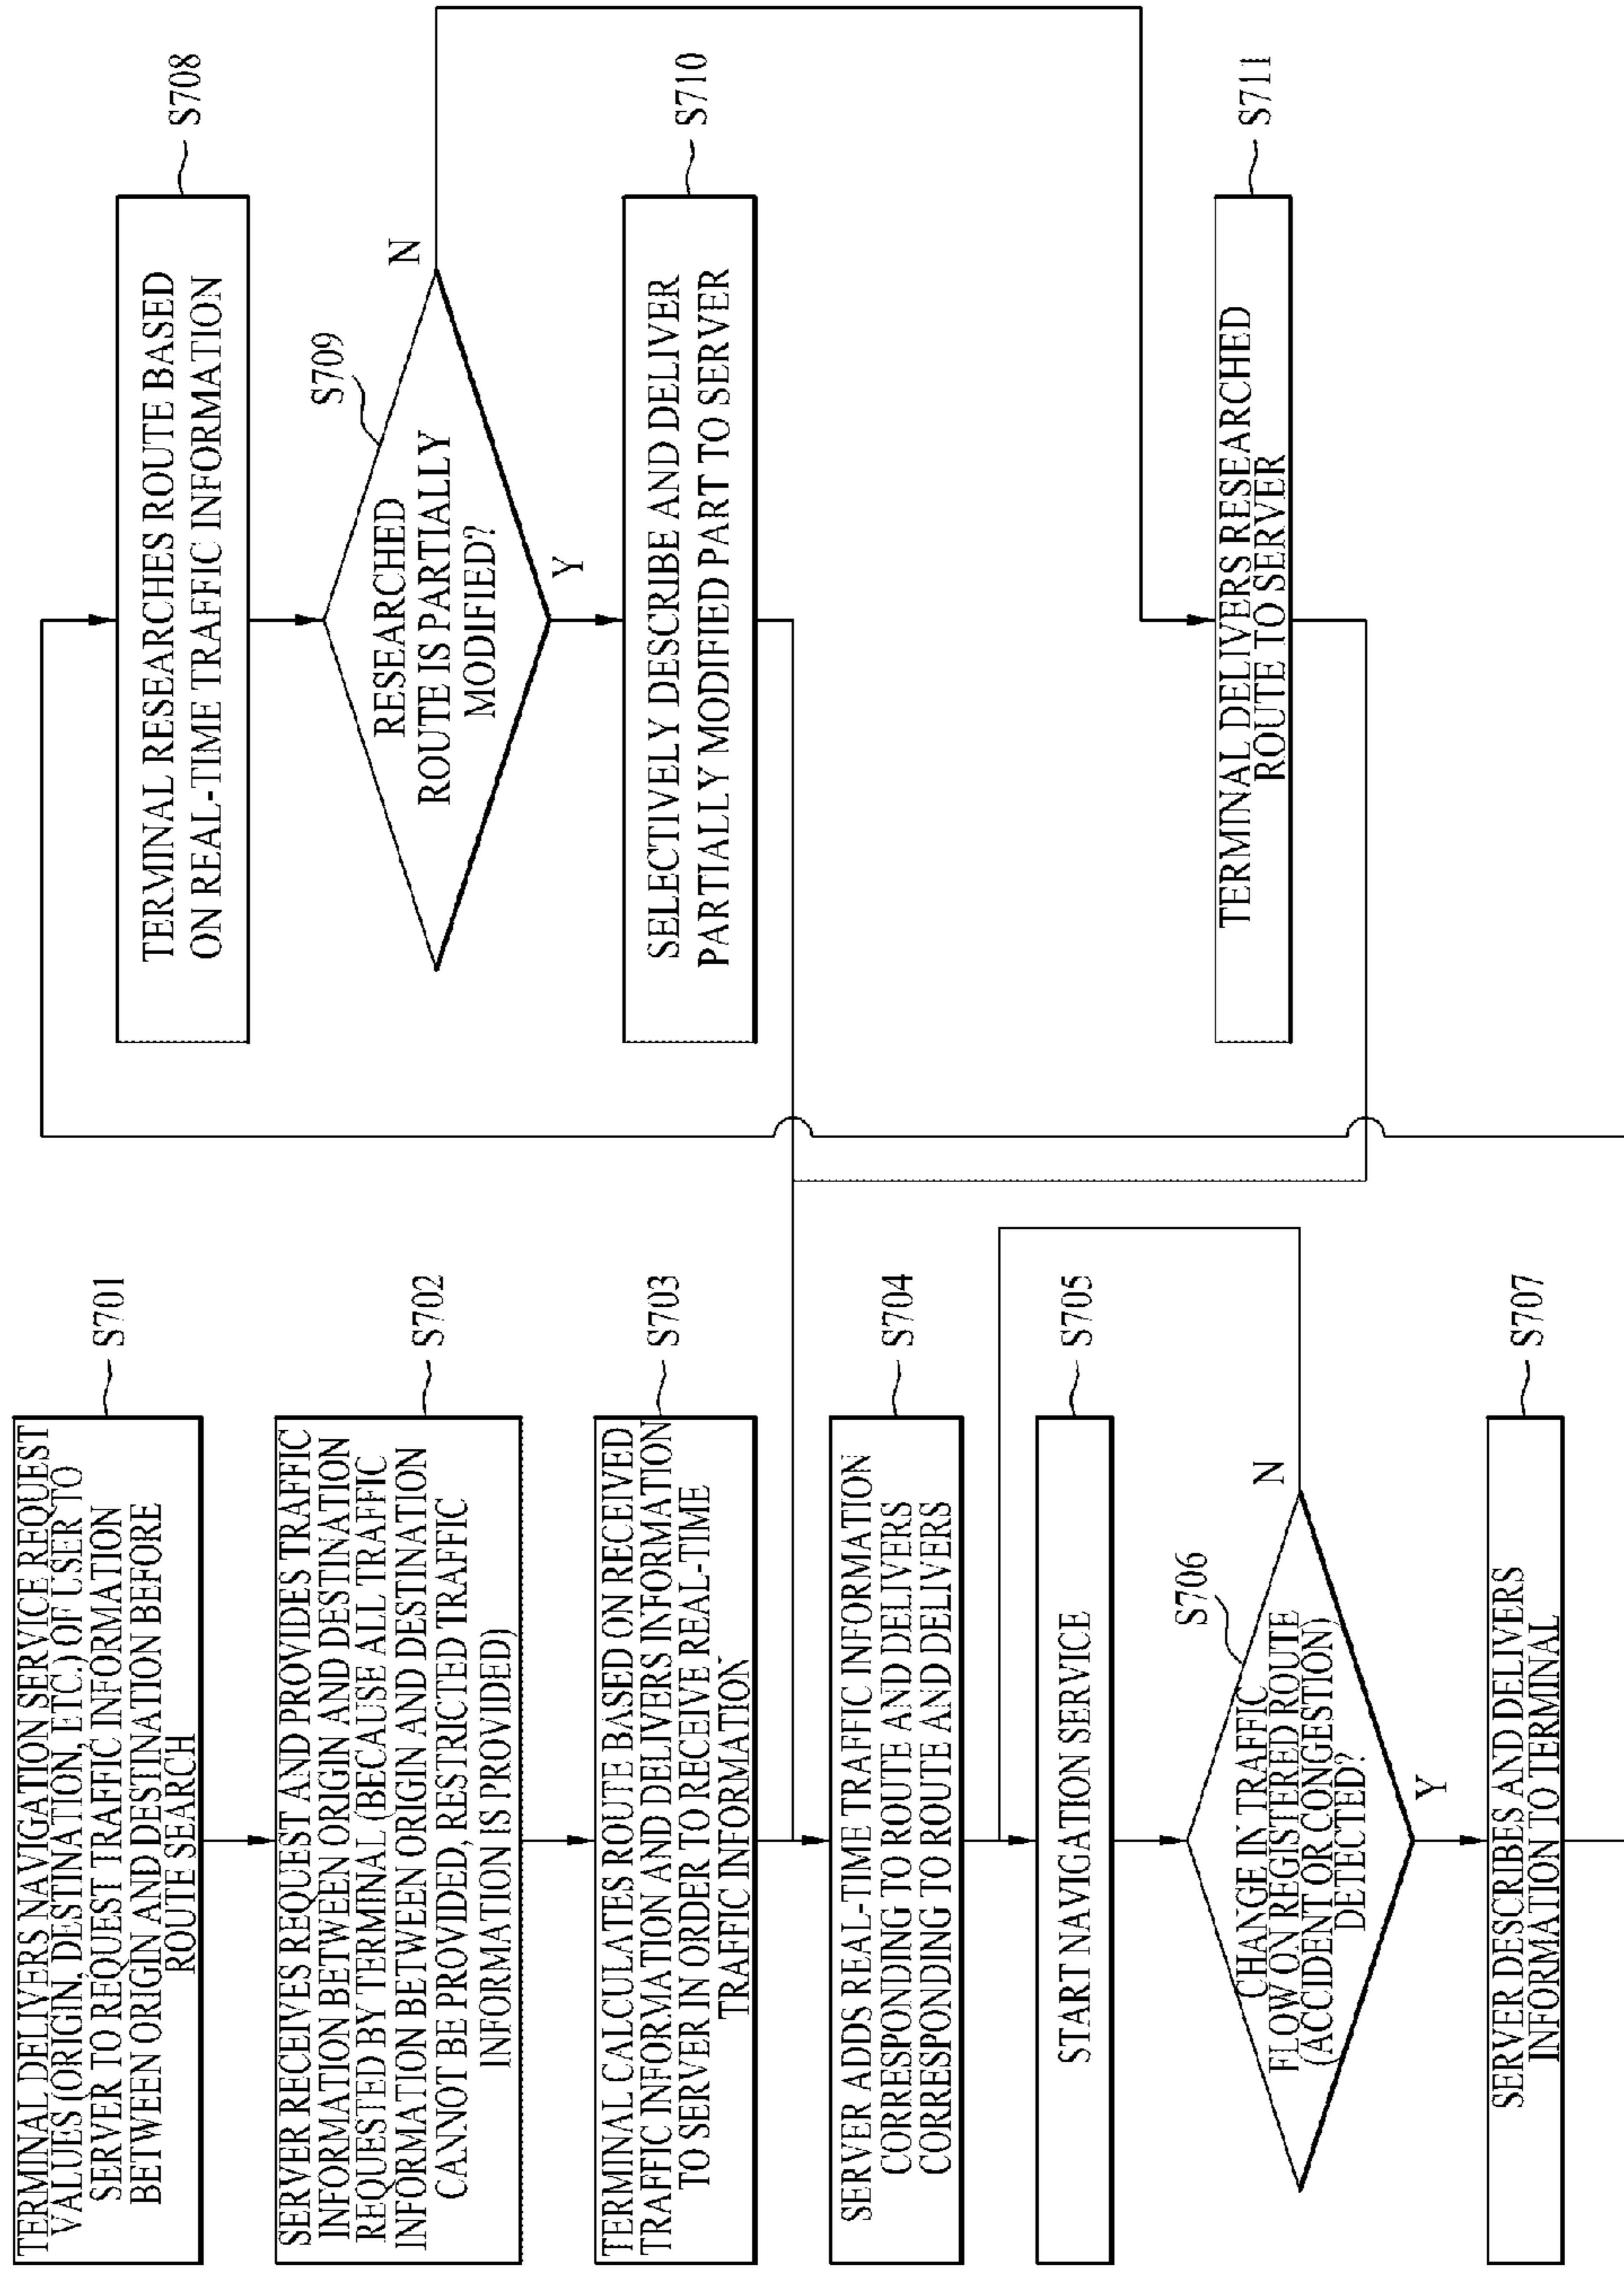 TERMINAL DELIVERS NAVIGATION SERVICE REQUEST
VALUES (ORIGIN, DESTINATION, ETC.) OF USER TO
SERVER TO REQUEST TRAFFIC INFORMATION
BETWEEN ORIGIN AND DESTINATION BEFORE
ROUTE SEARCH
S701
SERVER RECEIVES REQUEST AND PROVIDES TRAFFIC
INFORMATION BETWEEN ORIGIN AND DESTINATION
REQUESTED BY TERMINAL (BECAUSE ALL TRAFFIC
INFORMATION BETWEEN ORIGIN AND DESTINATION
CANNOT BE PROVIDED, RESTRICTED TRAFFIC
INFORMATION IS PROVIDED)
S702
TERMINAL CALCULATES ROUTE BASED ON RECEIVED
TRAFFIC INFORMATION AND DELIVERS INFORMATION
TO SERVER IN ORDER TO RECEIVE REAL-TIME
TRAFFIC INFORMATION
S703
SERVER ADDS REAL-TIME TRAFFIC INFORMATION
CORRESPONDING TO ROUTE AND DELIVERS
CORRESPONDING TO ROUTE AND DELIVERS
S704
START NAVIGATION SERVICE
S705
CHANGE IN TRAFFIC
FLOW ON REGISTERED ROUTE
(ACCIDENT OR CONGESTION)
DETECTED?
S706
N
Y
SERVER DESCRIBES AND DELIVERS
INFORMATION TO TERMINAL
S707
TERMINAL RESEARCHES ROUTE BASED
ON REAL-TIME TRAFFIC INFORMATION
S708
RESEARCHED
ROUTE IS PARTIALLY
MODIFIED?
S709
N
Y
SELECTIVELY DESCRIBE AND DELIVER
PARTIALLY MODIFIED PART TO SERVER
S710
TERMINAL DELIVERS RESEARCHED
ROUTE TO SERVER
S711